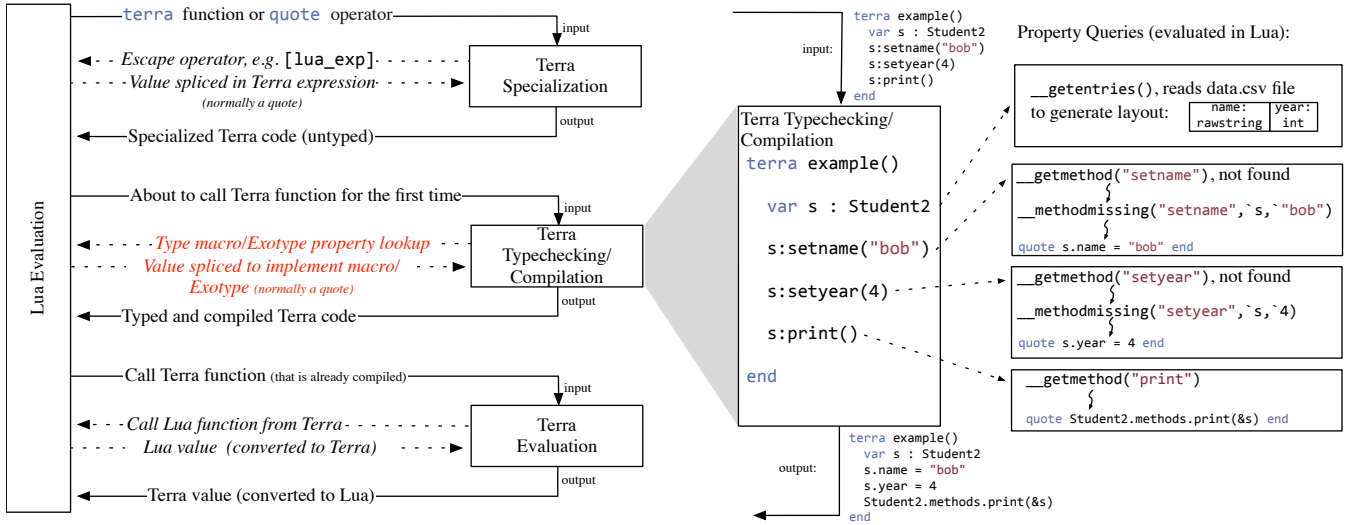 Lua Evaluation
terra function or quote operator
input
Escape operator, e.g. [lua_exp]
Value spliced in Terra expression
(normally a quote)
Terra
Specialization
output
Specialized Terra code (untyped)
About to call Terra function for the first time
input
Type macro/Exotype property lookup
Value spliced to implement macro/
Exotype (normally a quote)
Terra
Typechecking/
Compilation
output
Typed and compiled Terra code
Call Terra function (that is already compiled)
input
Call Lua function from Terra
Lua value (converted to Terra)
Terra
Evaluation
output
Terra value (converted to Lua)
input:
terra example()
var s : Student2
s:setname("bob")
s:setyear(4)
s:print()
end
Terra Typechecking/
Compilation
terra example()
var s : Student2
s:setname("bob")
s:setyear(4)
s:print()
end
output:
terra example()
var s : Student2
s.name = "bob"
s.year = 4
Student2.methods.print(&s)
end
Property Queries (evaluated in Lua):
__getentries(), reads data.csv file
to generate layout:
name:
rawstring
year:
int
__getmethod("setname"), not found
__methodmissing("setname",`s,`"bob")
quote s.name = "bob" end
__getmethod("setyear"), not found
__methodmissing("setyear",`s,`4)
quote s.year = 4 end
__getmethod("print")
quote Student2.methods.print(&s) end